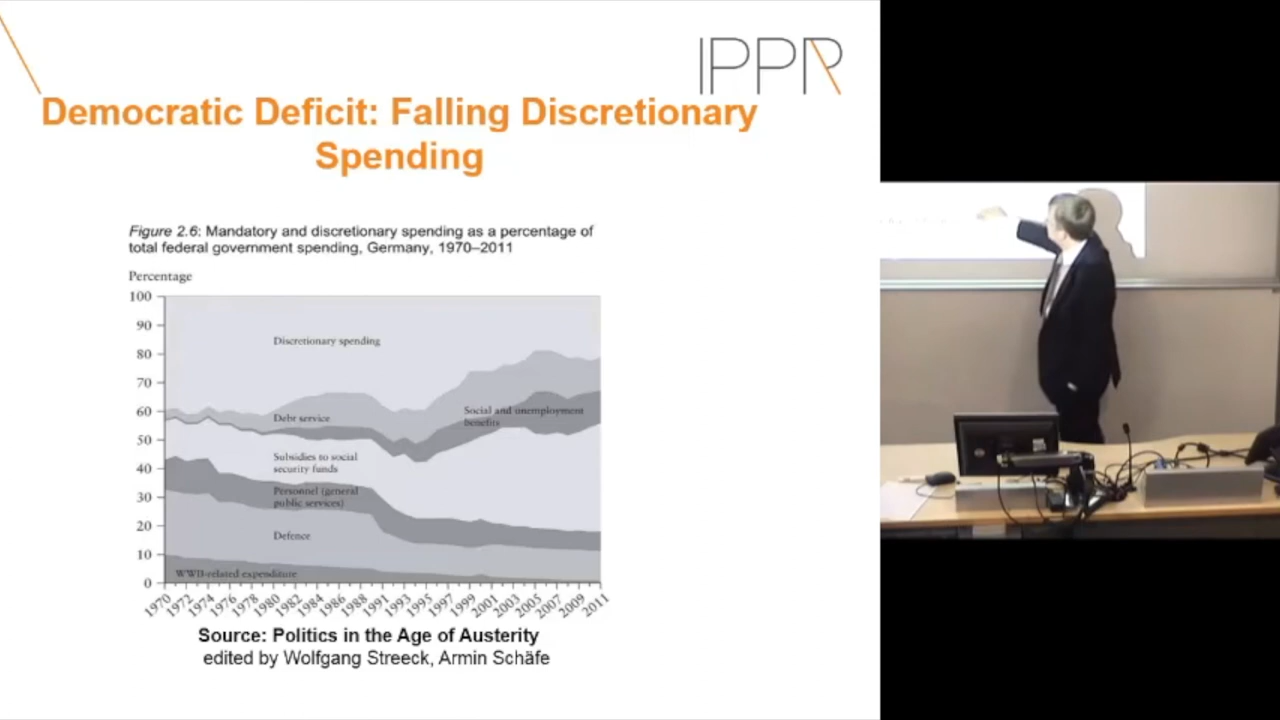 IPPR
Democratic Deficit: Falling Discretionary
Spending
Figure 2.6: Mandatory and discretionary spending as a percentage of
total federal government spending, Germany, 1970–2011
Percentage
100
90
80
70
60
50
40
30
20
10
0
Discretionary spending
Debt service
Social and unemployment
benefits
Subsidies to social
security funds
Personnel (general
public services)
Defence
WWII-related expenditure
1970 1972 1974 1976 1978 1980 1982 1984 1986 1988 1991 1993 1995 1997 1999 2001 2003 2005 2007 2009 2011
Source: Politics in the Age of Austerity
edited by Wolfgang Streeck, Armin Schäfe